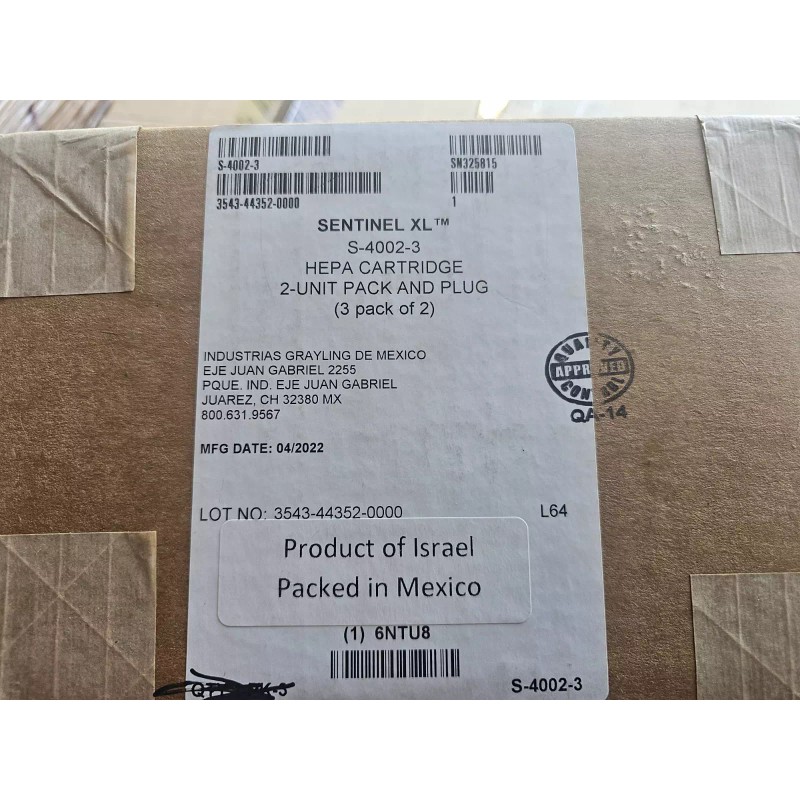 S-4002-3
SN325815
3543-44352-0000
1
SENTINEL XL™
S-4002-3
HEPA CARTRIDGE
2-UNIT PACK AND PLUG
(3 pack of 2)
INDUSTRIAS GRAYLING DE MEXICO
EJE JUAN GABRIEL 2255
PQUE. IND. EJE JUAN GABRIEL
JUAREZ, CH 32380 MX
800.631.9567
QUALITY
APPROVED
CONTROL
QA-14
MFG DATE: 04/2022
LOT NO: 3543-44352-0000
L64
Product of Israel
Packed in Mexico
(1) 6NTU8
S-4002-3